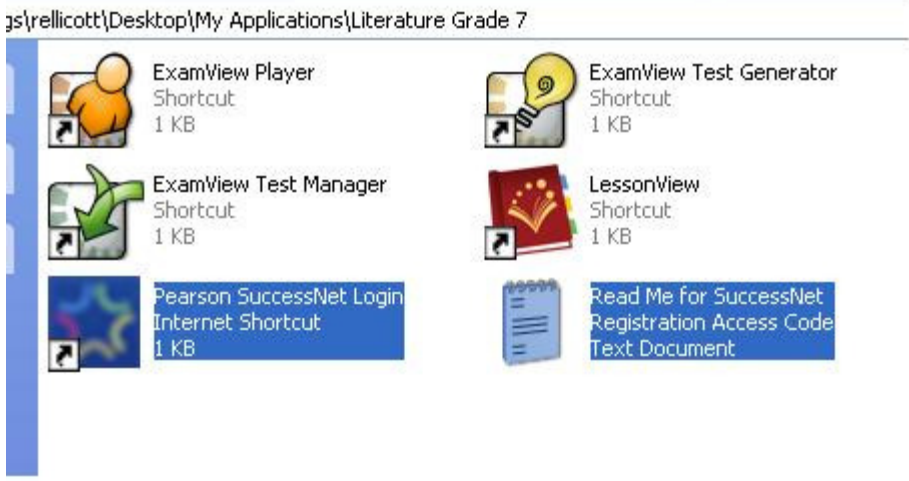 gs\rellicott\Desktop\My Applications\Literature Grade 7
ExamView Player
Shortcut
1 KB
ExamView Test Generator
Shortcut
1 KB
ExamView Test Manager
Shortcut
1 KB
LessonView
Shortcut
1 KB
Pearson SuccessNet Login
Internet Shortcut
1 KB
Read Me for SuccessNet
Registration Access Code
Text Document